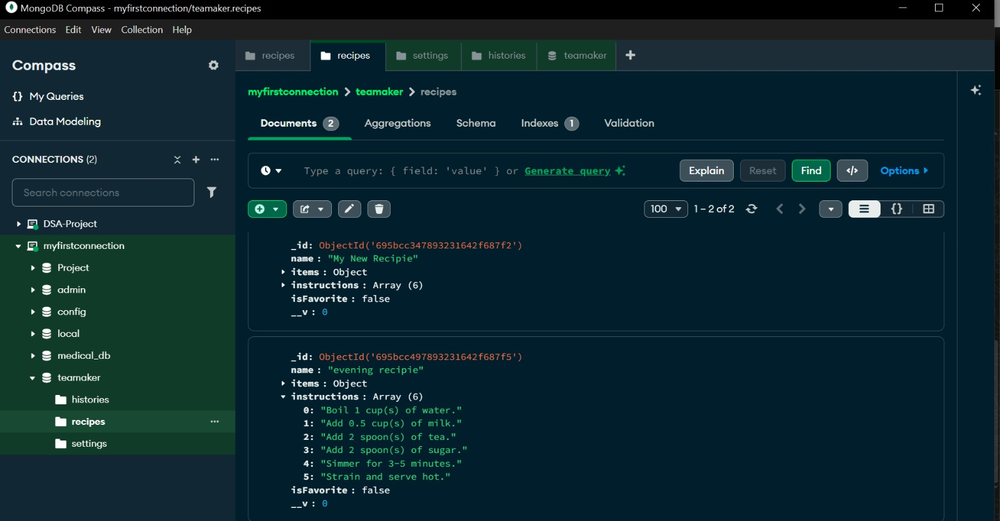 MongoDB Compass - myfirstconnection/teamaker.recipes
Connections Edit View Collection Help
Compass
{} My Queries
Data Modeling
CONNECTIONS (2)
Search connections
DSA-Project
myfirstconnection
Project
admin
config
local
medical_db
teamaker
histories
recipes
settings
recipes recipes settings histories teamaker
myfirstconnection > teamaker > recipes
Documents 2 Aggregations Schema Indexes 1 Validation
Type a query: { field: 'value' } or Generate query Explain Reset Find </> Options
100 1 – 2 of 2 {}
_id: ObjectId('695bcc347893231642f687f2')
name : "My New Recipie"
items : Object
instructions : Array (6)
isFavorite : false
__v : 0
_id: ObjectId('695bcc497893231642f687f5')
name : "evening recipie"
items : Object
instructions : Array (6)
0: "Boil 1 cup(s) of water."
1: "Add 0.5 cup(s) of milk."
2: "Add 2 spoon(s) of tea."
3: "Add 2 spoon(s) of sugar."
4: "Simmer for 3-5 minutes."
5: "Strain and serve hot."
isFavorite : false
__v : 0